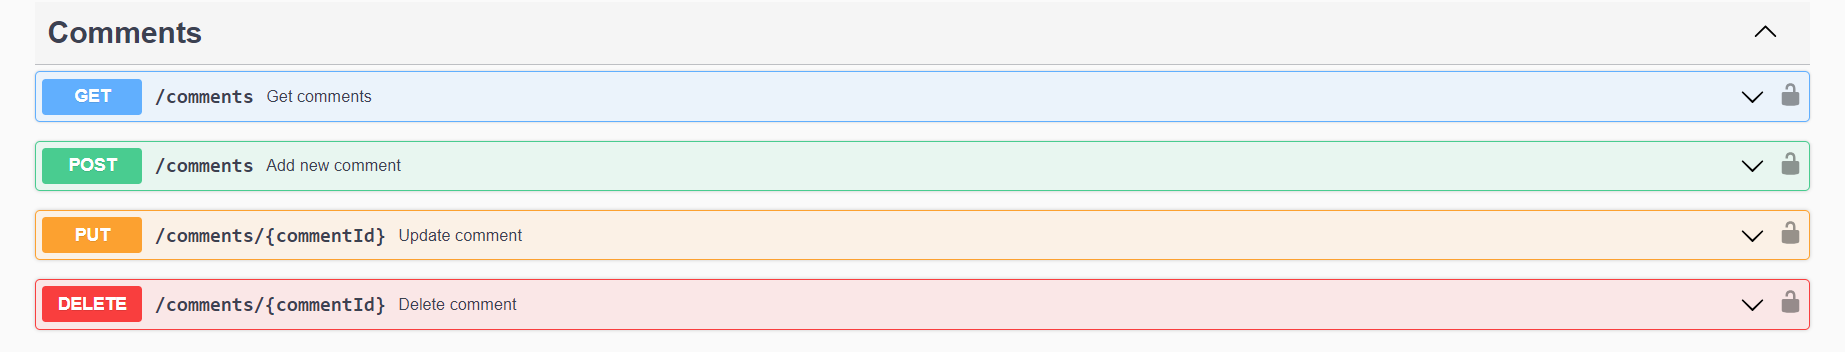 Comments
GET /comments Get comments
POST /comments Add new comment
PUT /comments/{commentId} Update comment
DELETE /comments/{commentId} Delete comment